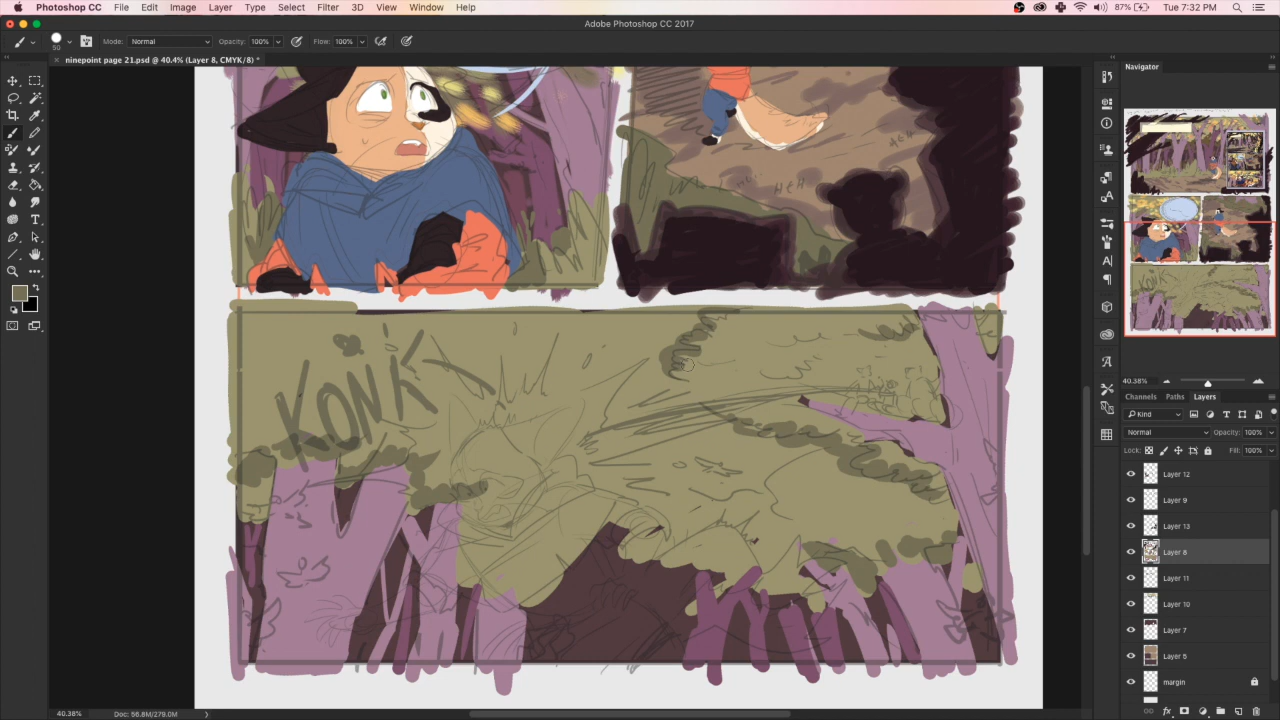 Photoshop CC File Edit Image Layer Type Select Filter 3D View Window Help 87% Tue 7:32 PM
Adobe Photoshop CC 2017
50 Mode: Normal Opacity: 100% Flow: 100%
ninepoint page 21.psd @ 40.4% (Layer 8, CMYK/8) *
Navigator
HEH
HEH
KONK
40.38%
Channels Paths Layers
Kind
Normal Opacity: 100%
Lock: Fill: 100%
Layer 12
Layer 9
Layer 13
Layer 8
Layer 11
Layer 10
Layer 7
Layer 5
margin
40.38% Doc: 56.8M/279.0M